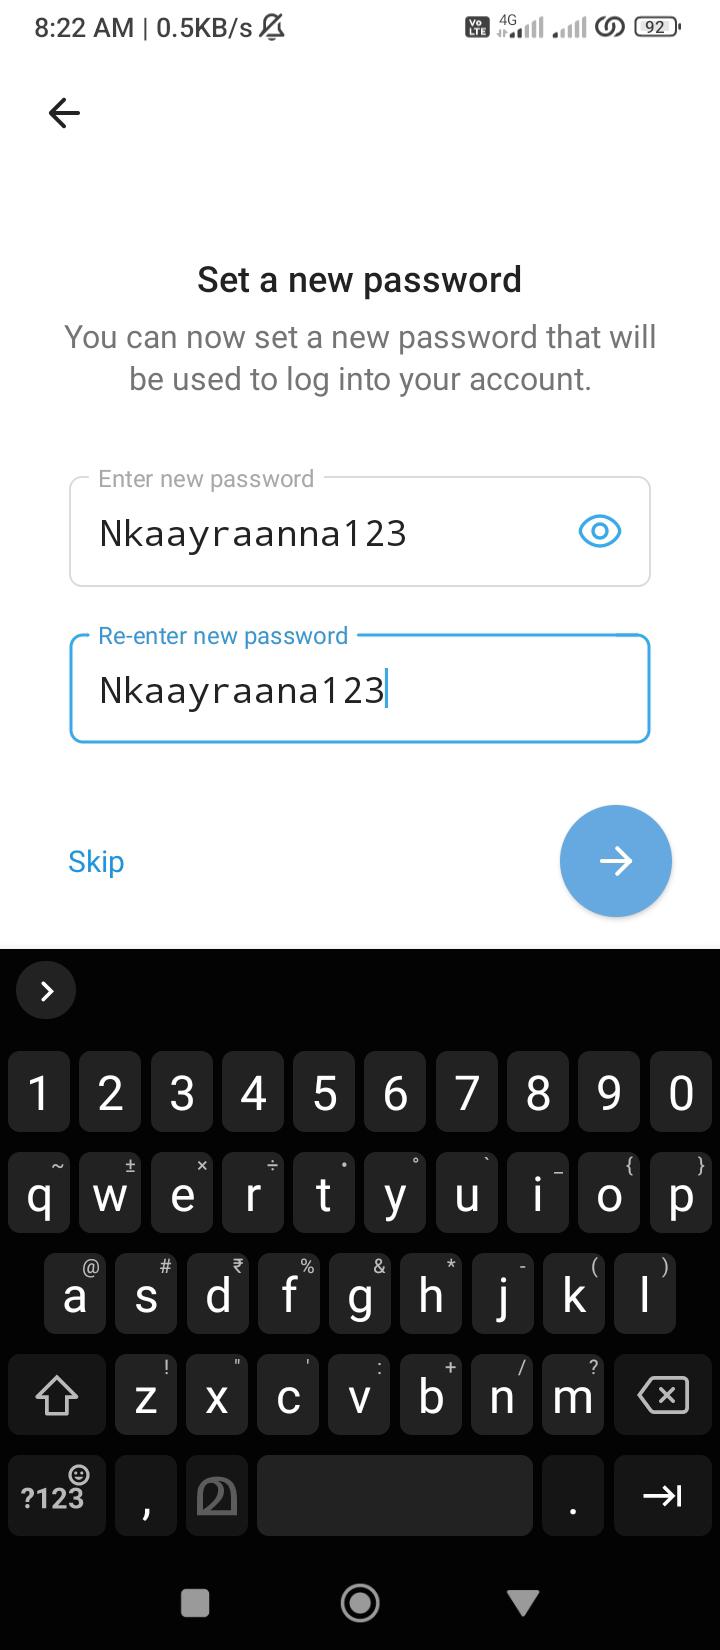 8:22 AM | 0.5KB/s
Vo LTE 4G 92
Set a new password
You can now set a new password that will
be used to log into your account.
Enter new password
Nkaayraanna123
Re-enter new password
Nkaayraana123
Skip
1 2 3 4 5 6 7 8 9 0
~ ± × ÷ • ° ` _ { }
q w e r t y u i o p
@ # ₹ % & * - ( )
a s d f g h j k l
! " ' : + / ?
z x c v b n m
?123 , മ .